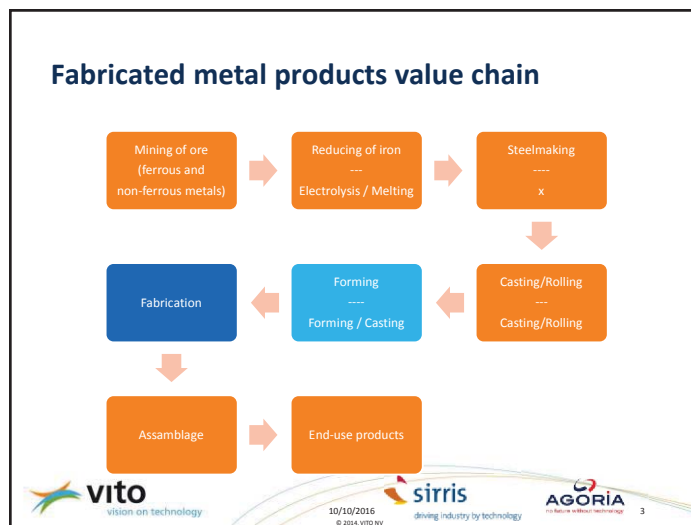 Fabricated metal products value chain
Mining of ore
(ferrous and
non-ferrous metals)
Reducing of iron
---
Electrolysis / Melting
Steelmaking
----
x
Fabrication
Forming
----
Forming / Casting
Casting/Rolling
---
Casting/Rolling
Assemblage
End-use products
vito
vision on technology
10/10/2016
© 2014, VITO NV
sirris
driving industry by technology
AGORIA
no future without technology
3